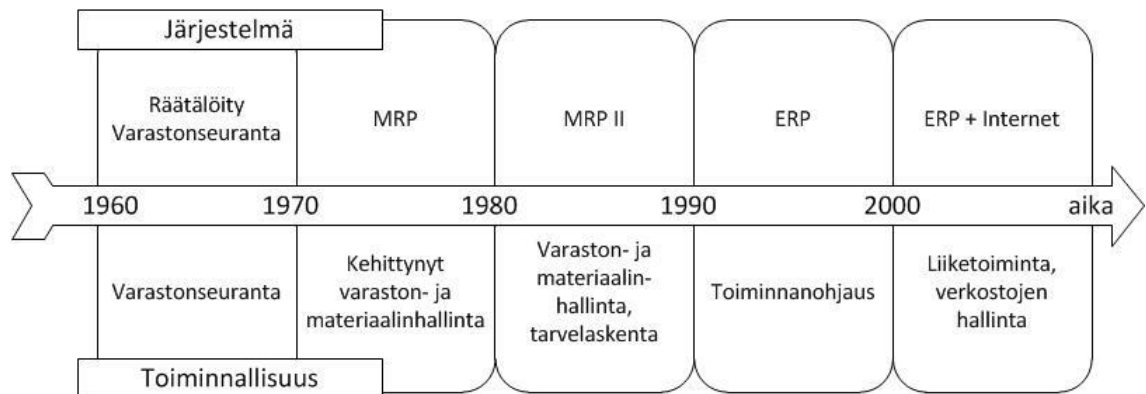 Järjestelmä
Räätälöity
Varastonseuranta
MRP
MRP II
ERP
ERP + Internet
1960
1970
1980
1990
2000
aika
Varastonseuranta
Kehittynyt
varaston- ja
materiaalinhallinta
Varaston- ja
materiaalin-
hallinta,
tarvelaskenta
Toiminnanohjaus
Liiketoiminta,
verkostojen
hallinta
Toiminnallisuus